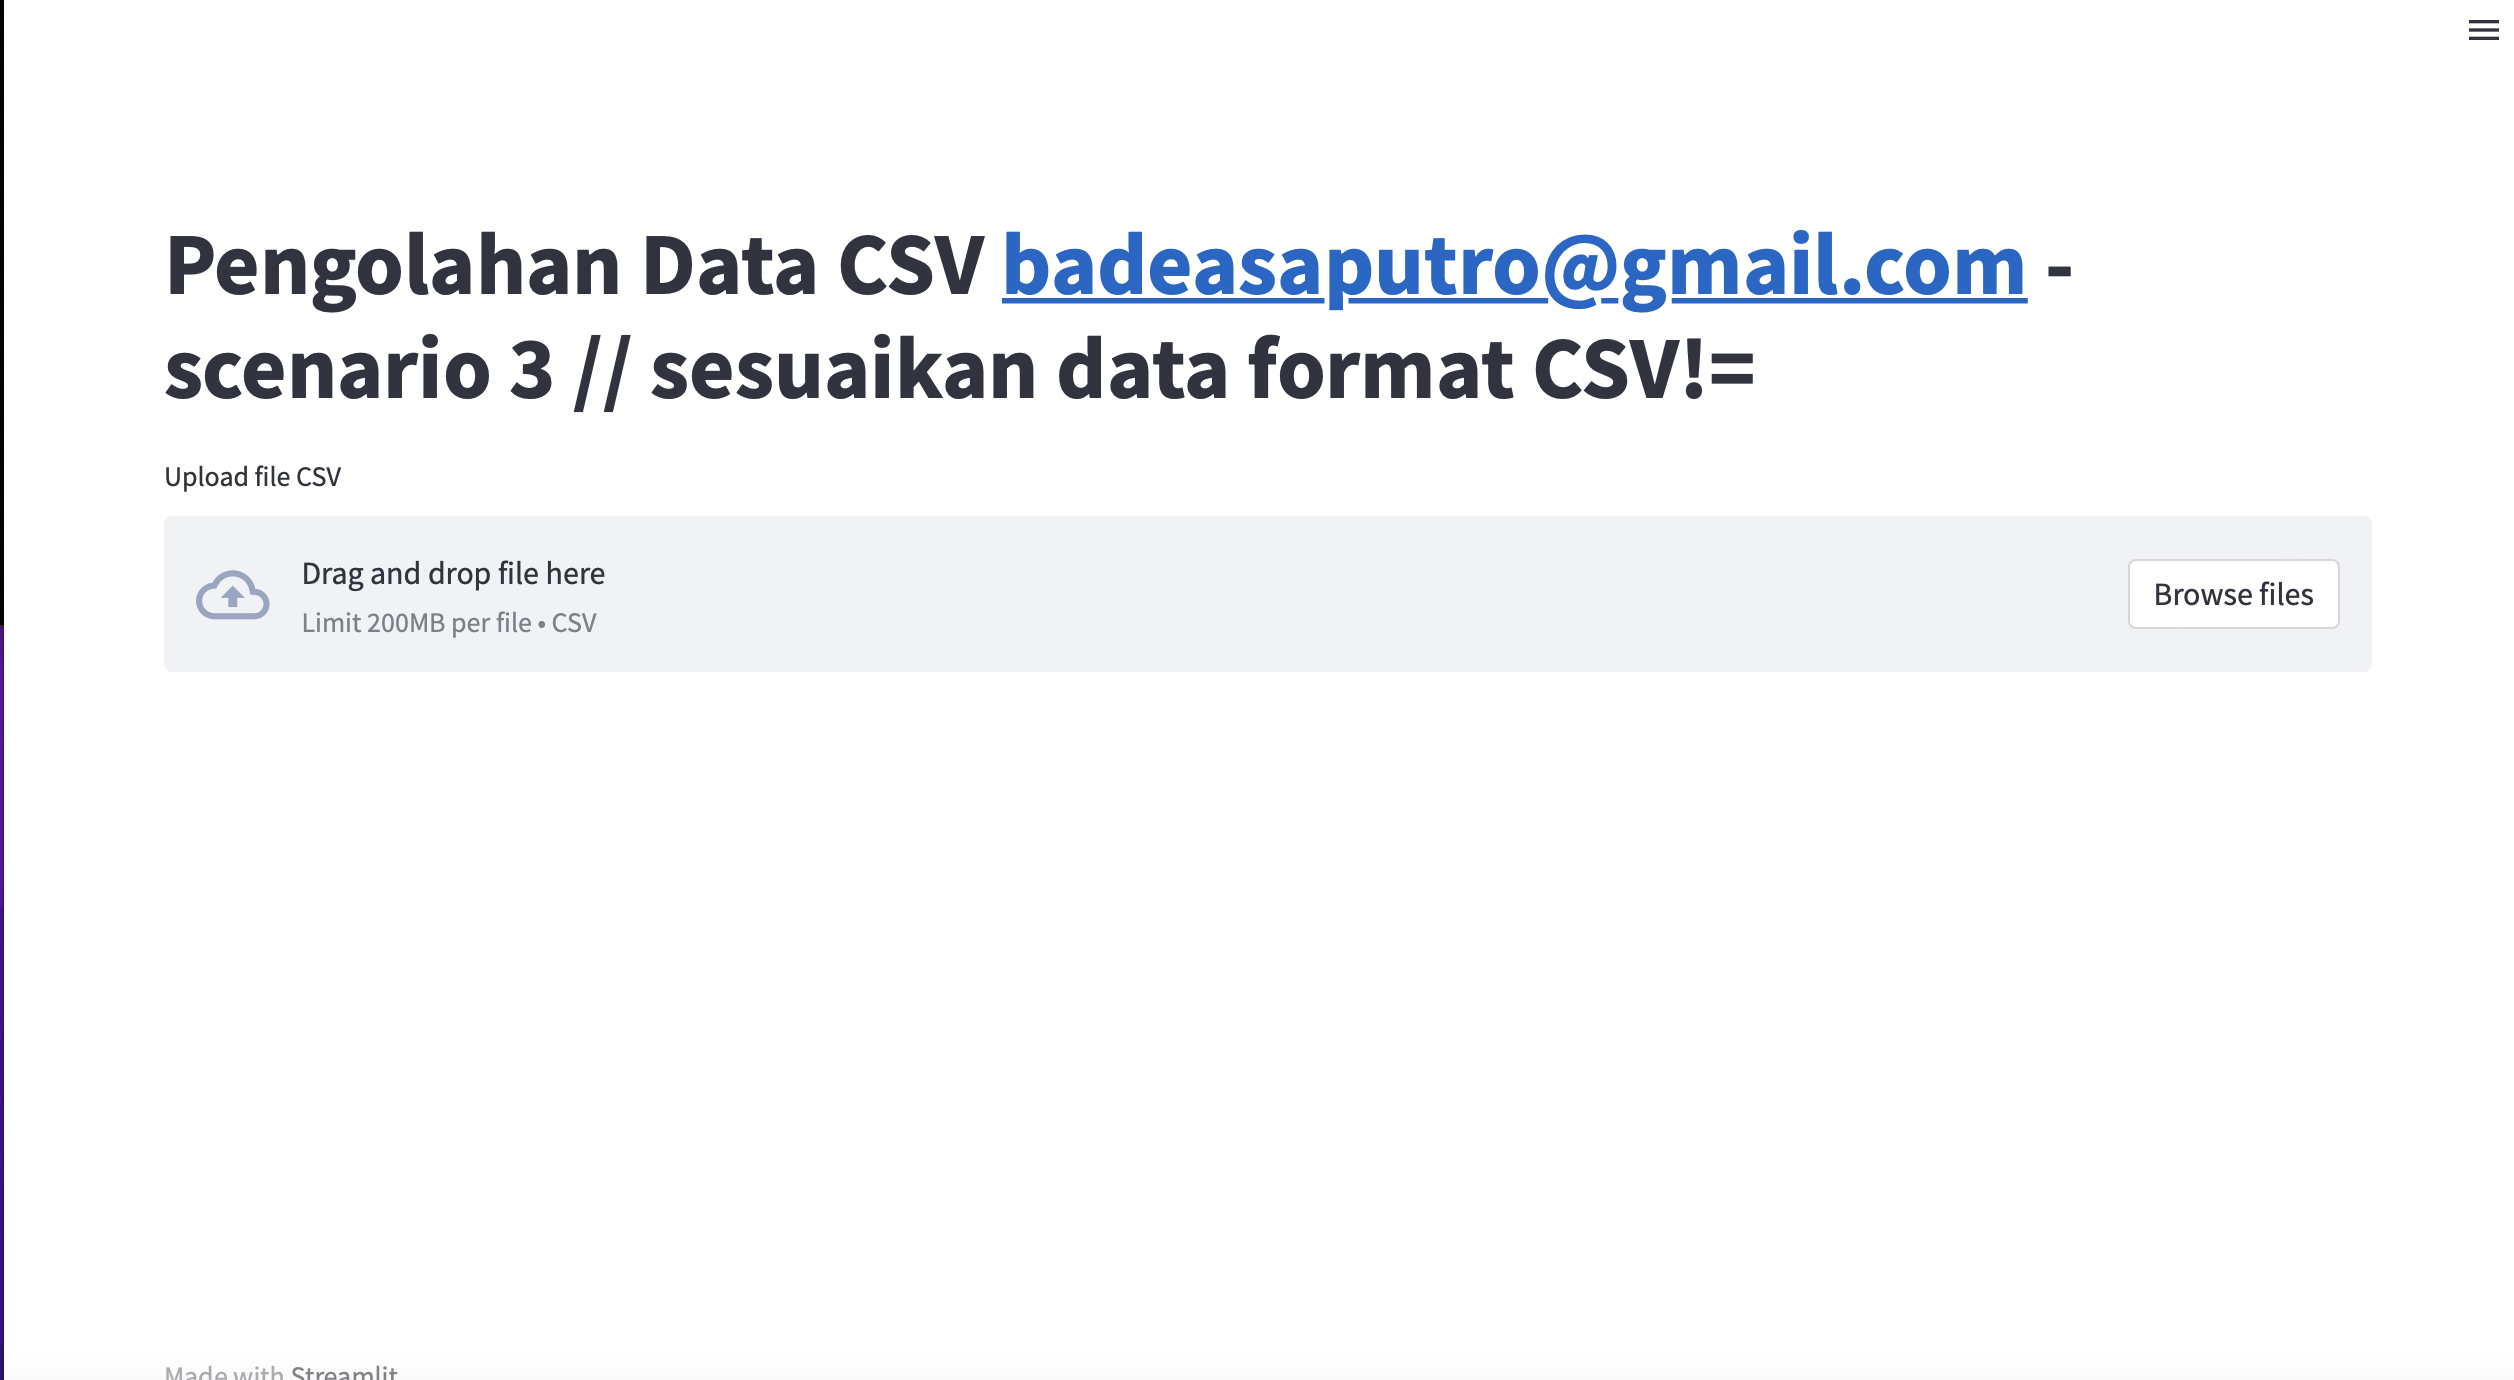 Pengolahan Data CSV badeasaputro@gmail.com -
scenario 3 // sesuaikan data format CSV!=
Upload file CSV
Drag and drop file here
Limit 200MB per file • CSV
Browse files
Made with Streamlit